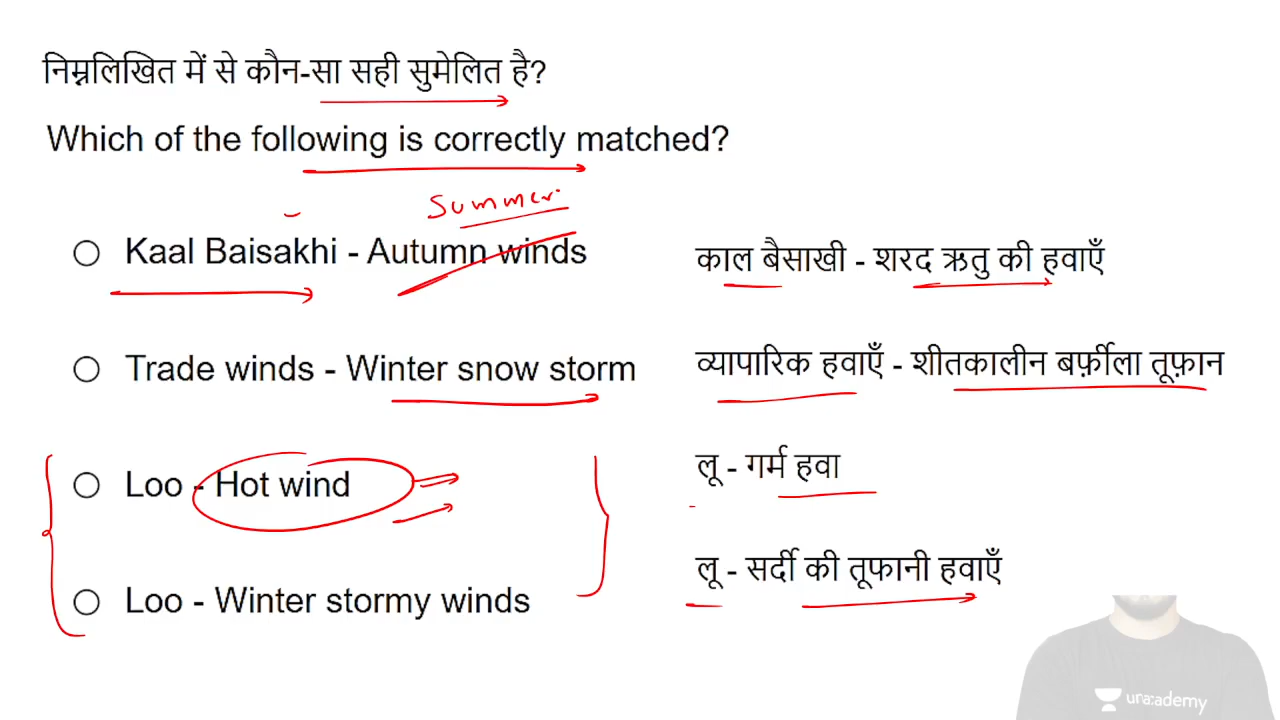 निम्नलिखित में से कौन-सा सही सुमेलित है?
Which of the following is correctly matched?
Summer
Kaal Baisakhi - Autumn winds
काल बैसाखी - शरद ऋतु की हवाएँ
Trade winds - Winter snow storm
व्यापारिक हवाएँ - शीतकालीन बर्फ़ीला तूफ़ान
Loo - Hot wind
लू - गर्म हवा
Loo - Winter stormy winds
लू - सर्दी की तूफानी हवाएँ
unacademy